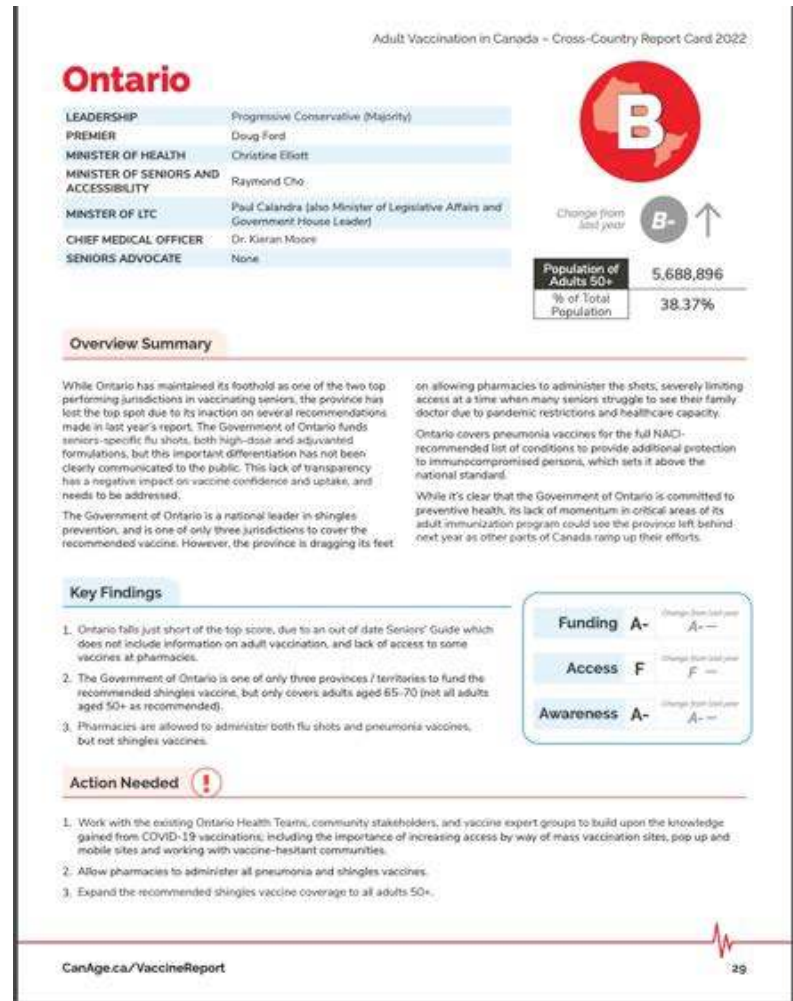 Adult Vaccination in Canada – Cross-Country Report Card 2022
Ontario
LEADERSHIP Progressive Conservative (Majority)
PREMIER Doug Ford
MINISTER OF HEALTH Christine Elliott
MINISTER OF SENIORS AND
ACCESSIBILITY Raymond Cho
MINSTER OF LTC Paul Calandra (also Minister of Legislative Affairs and
Government House Leader)
CHIEF MEDICAL OFFICER Dr. Kieran Moore
SENIORS ADVOCATE None
B
Change from
last year
B-
Population of
Adults 50+ 5,688,896
% of Total
Population 38.37%
Overview Summary
While Ontario has maintained its foothold as one of the two top
performing jurisdictions in vaccinating seniors, the province has
lost the top spot due to its inaction on several recommendations
made in last year's report. The Government of Ontario funds
seniors-specific flu shots, both high-dose and adjuvanted
formulations, but this important differentiation has not been
clearly communicated to the public. This lack of transparency
has a negative impact on vaccine confidence and uptake, and
needs to be addressed.
The Government of Ontario is a national leader in shingles
prevention, and is one of only three jurisdictions to cover the
recommended vaccine. However, the province is dragging its feet
on allowing pharmacies to administer the shots, severely limiting
access at a time when many seniors struggle to see their family
doctor due to pandemic restrictions and healthcare capacity.
Ontario covers pneumonia vaccines for the full NACI-
recommended list of conditions to provide additional protection
to immunocompromised persons, which sets it above the
national standard.
While it's clear that the Government of Ontario is committed to
preventive health, its lack of momentum in critical areas of its
adult immunization program could see the province left behind
next year as other parts of Canada ramp up their efforts.
Key Findings
1. Ontario falls just short of the top score, due to an out of date Seniors' Guide which
does not include information on adult vaccination, and lack of access to some
vaccines at pharmacies.
2. The Government of Ontario is one of only three provinces / territories to fund the
recommended shingles vaccine, but only covers adults aged 65-70 (not all adults
aged 50+ as recommended).
3. Pharmacies are allowed to administer both flu shots and pneumonia vaccines,
but not shingles vaccines.
Funding A- Change from last year A- –
Access F Change from last year F –
Awareness A- Change from last year A- –
Action Needed !
1. Work with the existing Ontario Health Teams, community stakeholders, and vaccine expert groups to build upon the knowledge
gained from COVID-19 vaccinations; including the importance of increasing access by way of mass vaccination sites, pop up and
mobile sites and working with vaccine-hesitant communities.
2. Allow pharmacies to administer all pneumonia and shingles vaccines.
3. Expand the recommended shingles vaccine coverage to all adults 50+.
CanAge.ca/VaccineReport
29